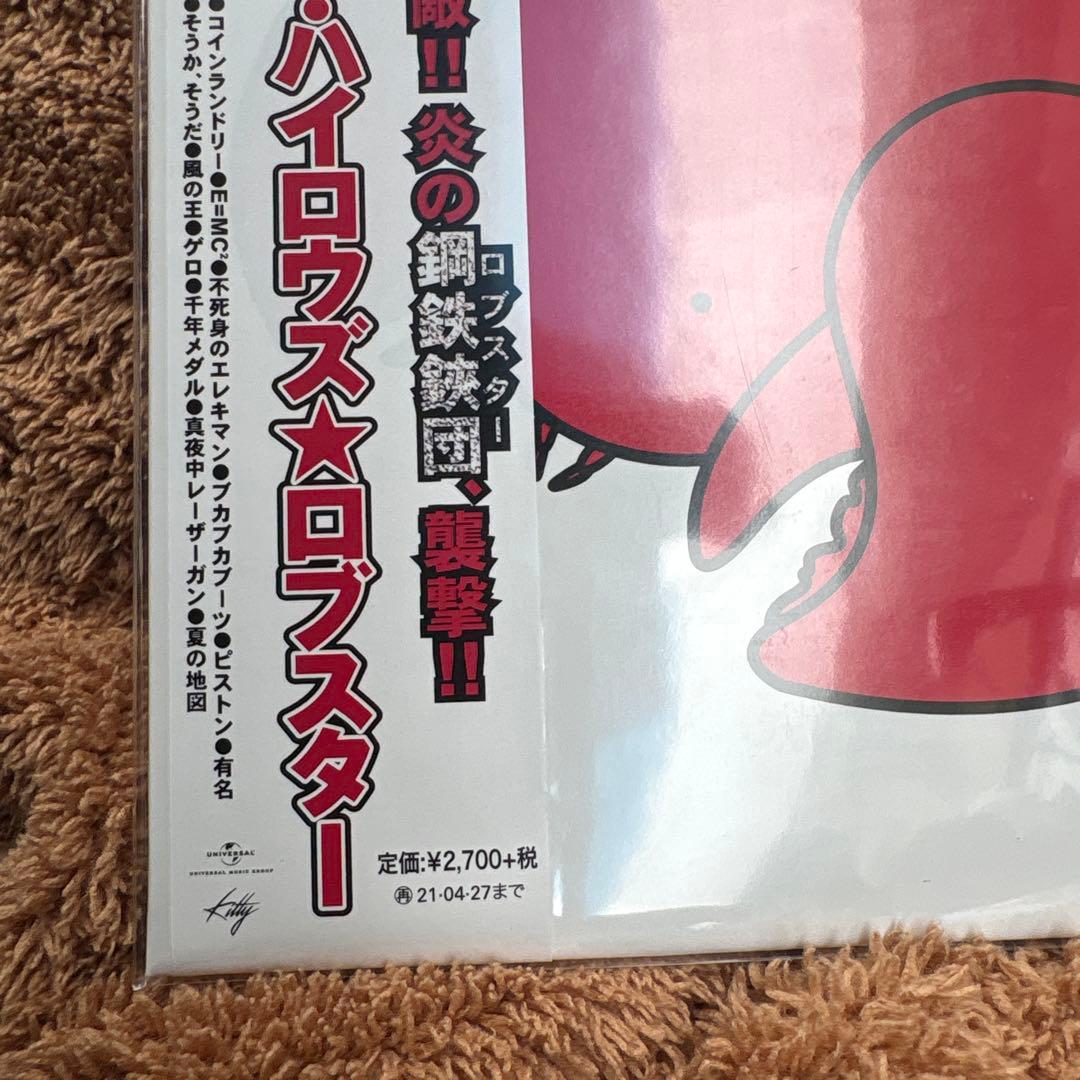 敵!! 炎の鋼鉄鋏団、襲撃!!
ロブスター
・ハイロウズ★ロブスター
●コインランドリー●E=MC²●不死身のエレキマン●プカプカブーツ●ピストン●有名
●そうか、そうだ●風の王●ゲロ●千年メダル●真夜中レーザーガン●夏の地図
UNIVERSAL
UNIVERSAL MUSIC GROUP
Kitty
定価:¥2,700+税
再 21・04・27まで